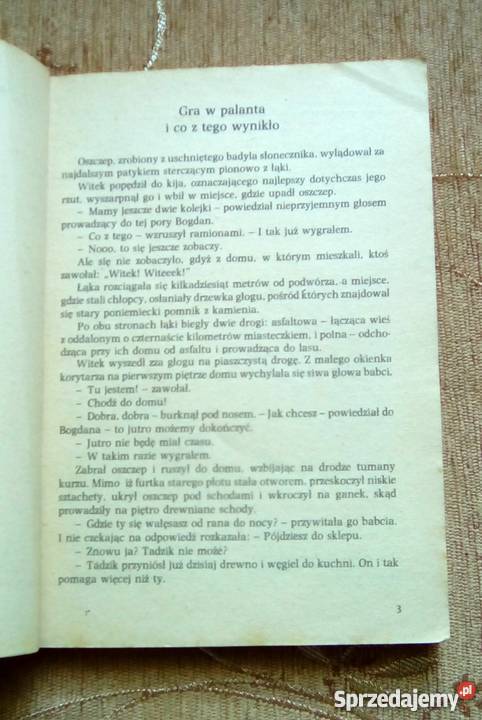 Gra w palanta
i co z tego wynikło
Oszczep, zrobiony z uschniętego badyla słonecznika, wylądował za
najdalszym patykiem sterczącym pionowo z łąki.
Witek popędził do kija, oznaczającego najlepszy dotychczas jego
rzut, wyszarpnął go i wbił w miejsce, gdzie upadł oszczep.
– Mamy jeszcze dwie kolejki – powiedział nieprzyjemnym głosem
prowadzący do tej pory Bogdan.
– Co z tego – wzruszył ramionami. – I tak już wygrałem.
– Nooo, to się jeszcze zobaczy.
Ale się nie zobaczyło, gdyż z domu, w którym mieszkali, ktoś
zawołał: „Witek! Witeeek!"
Łąka rozciągała się kilkadziesiąt metrów od podwórza, a miejsce,
gdzie stali chłopcy, osłaniały drzewka głogu, pośród których znajdował
się stary poniemiecki pomnik z kamienia.
Po obu stronach łąki biegły dwie drogi: asfaltowa – łącząca wieś
z oddalonym o czternaście kilometrów miasteczkiem, i polna – odcho-
dząca przy ich domu od asfaltu i prowadząca do lasu.
Witek wyszedł zza głogu na piaszczystą drogę. Z małego okienka
korytarza na pierwszym piętrze domu wychylała się siwa głowa babci.
– Tu jestem! – zawołał.
– Chodź do domu!
– Dobra, dobra – burknął pod nosem. – Jak chcesz – powiedział do
Bogdana – to jutro możemy dokończyć.
– Jutro nie będę miał czasu.
– W takim razie wygrałem.
Zabrał oszczep i ruszył do domu, wzbijając na drodze tumany
kurzu. Mimo iż furtka starego płotu stała otworem, przeskoczył niskie
sztachety, ukrył oszczep pod schodami i wkroczył na ganek, skąd
prowadziły na piętro drewniane schody.
– Gdzie ty się wałęsasz od rana do nocy? – przywitała go babcia.
I nie czekając na odpowiedź rozkazała: – Pójdziesz do sklepu.
– Znowu ja? Tadzik nie może?
– Tadzik przyniósł już dzisiaj drewno i węgiel do kuchni. On i tak
pomaga więcej niż ty.
3
Sprzedajemy.pl